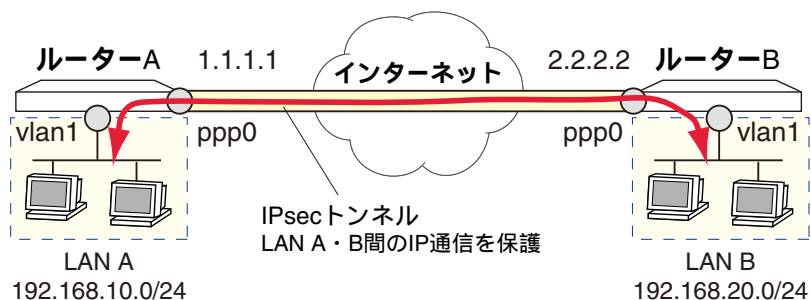 ルーターA
1.1.1.1
インターネット
2.2.2.2
ルーターB
vlan1
ppp0
ppp0
vlan1
IPsecトンネル
LAN A・B間のIP通信を保護
LAN A
192.168.10.0/24
LAN B
192.168.20.0/24